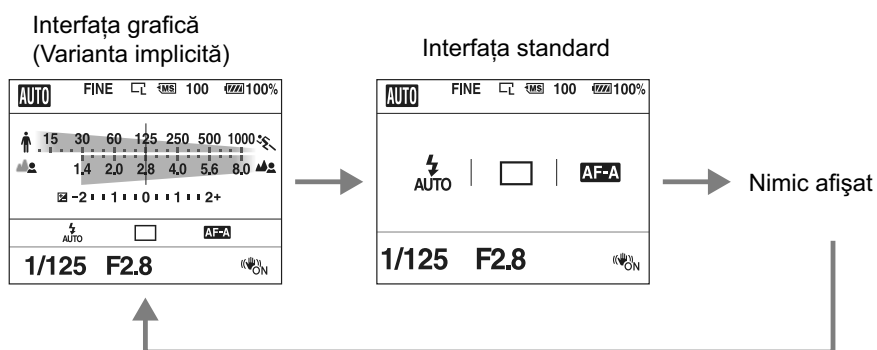 Interfața grafică
(Varianta implicită)
AUTO FINE L MS 100 100%
15 30 60 125 250 500 1000
1,4 2,0 2,8 4,0 5,6 8,0
-2 1 0 1 2+
AUTO AF-A
1/125 F2.8 ON
Interfața standard
AUTO FINE L MS 100 100%
AUTO AF-A
1/125 F2.8 ON
Nimic afişat